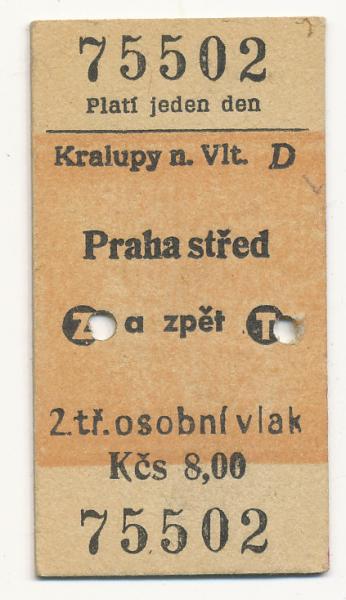 75502
Platí jeden den
Kralupy n. Vlt. D
Praha střed
Z a zpět T
2.tř.osobní vlak
Kčs 8,00
75502